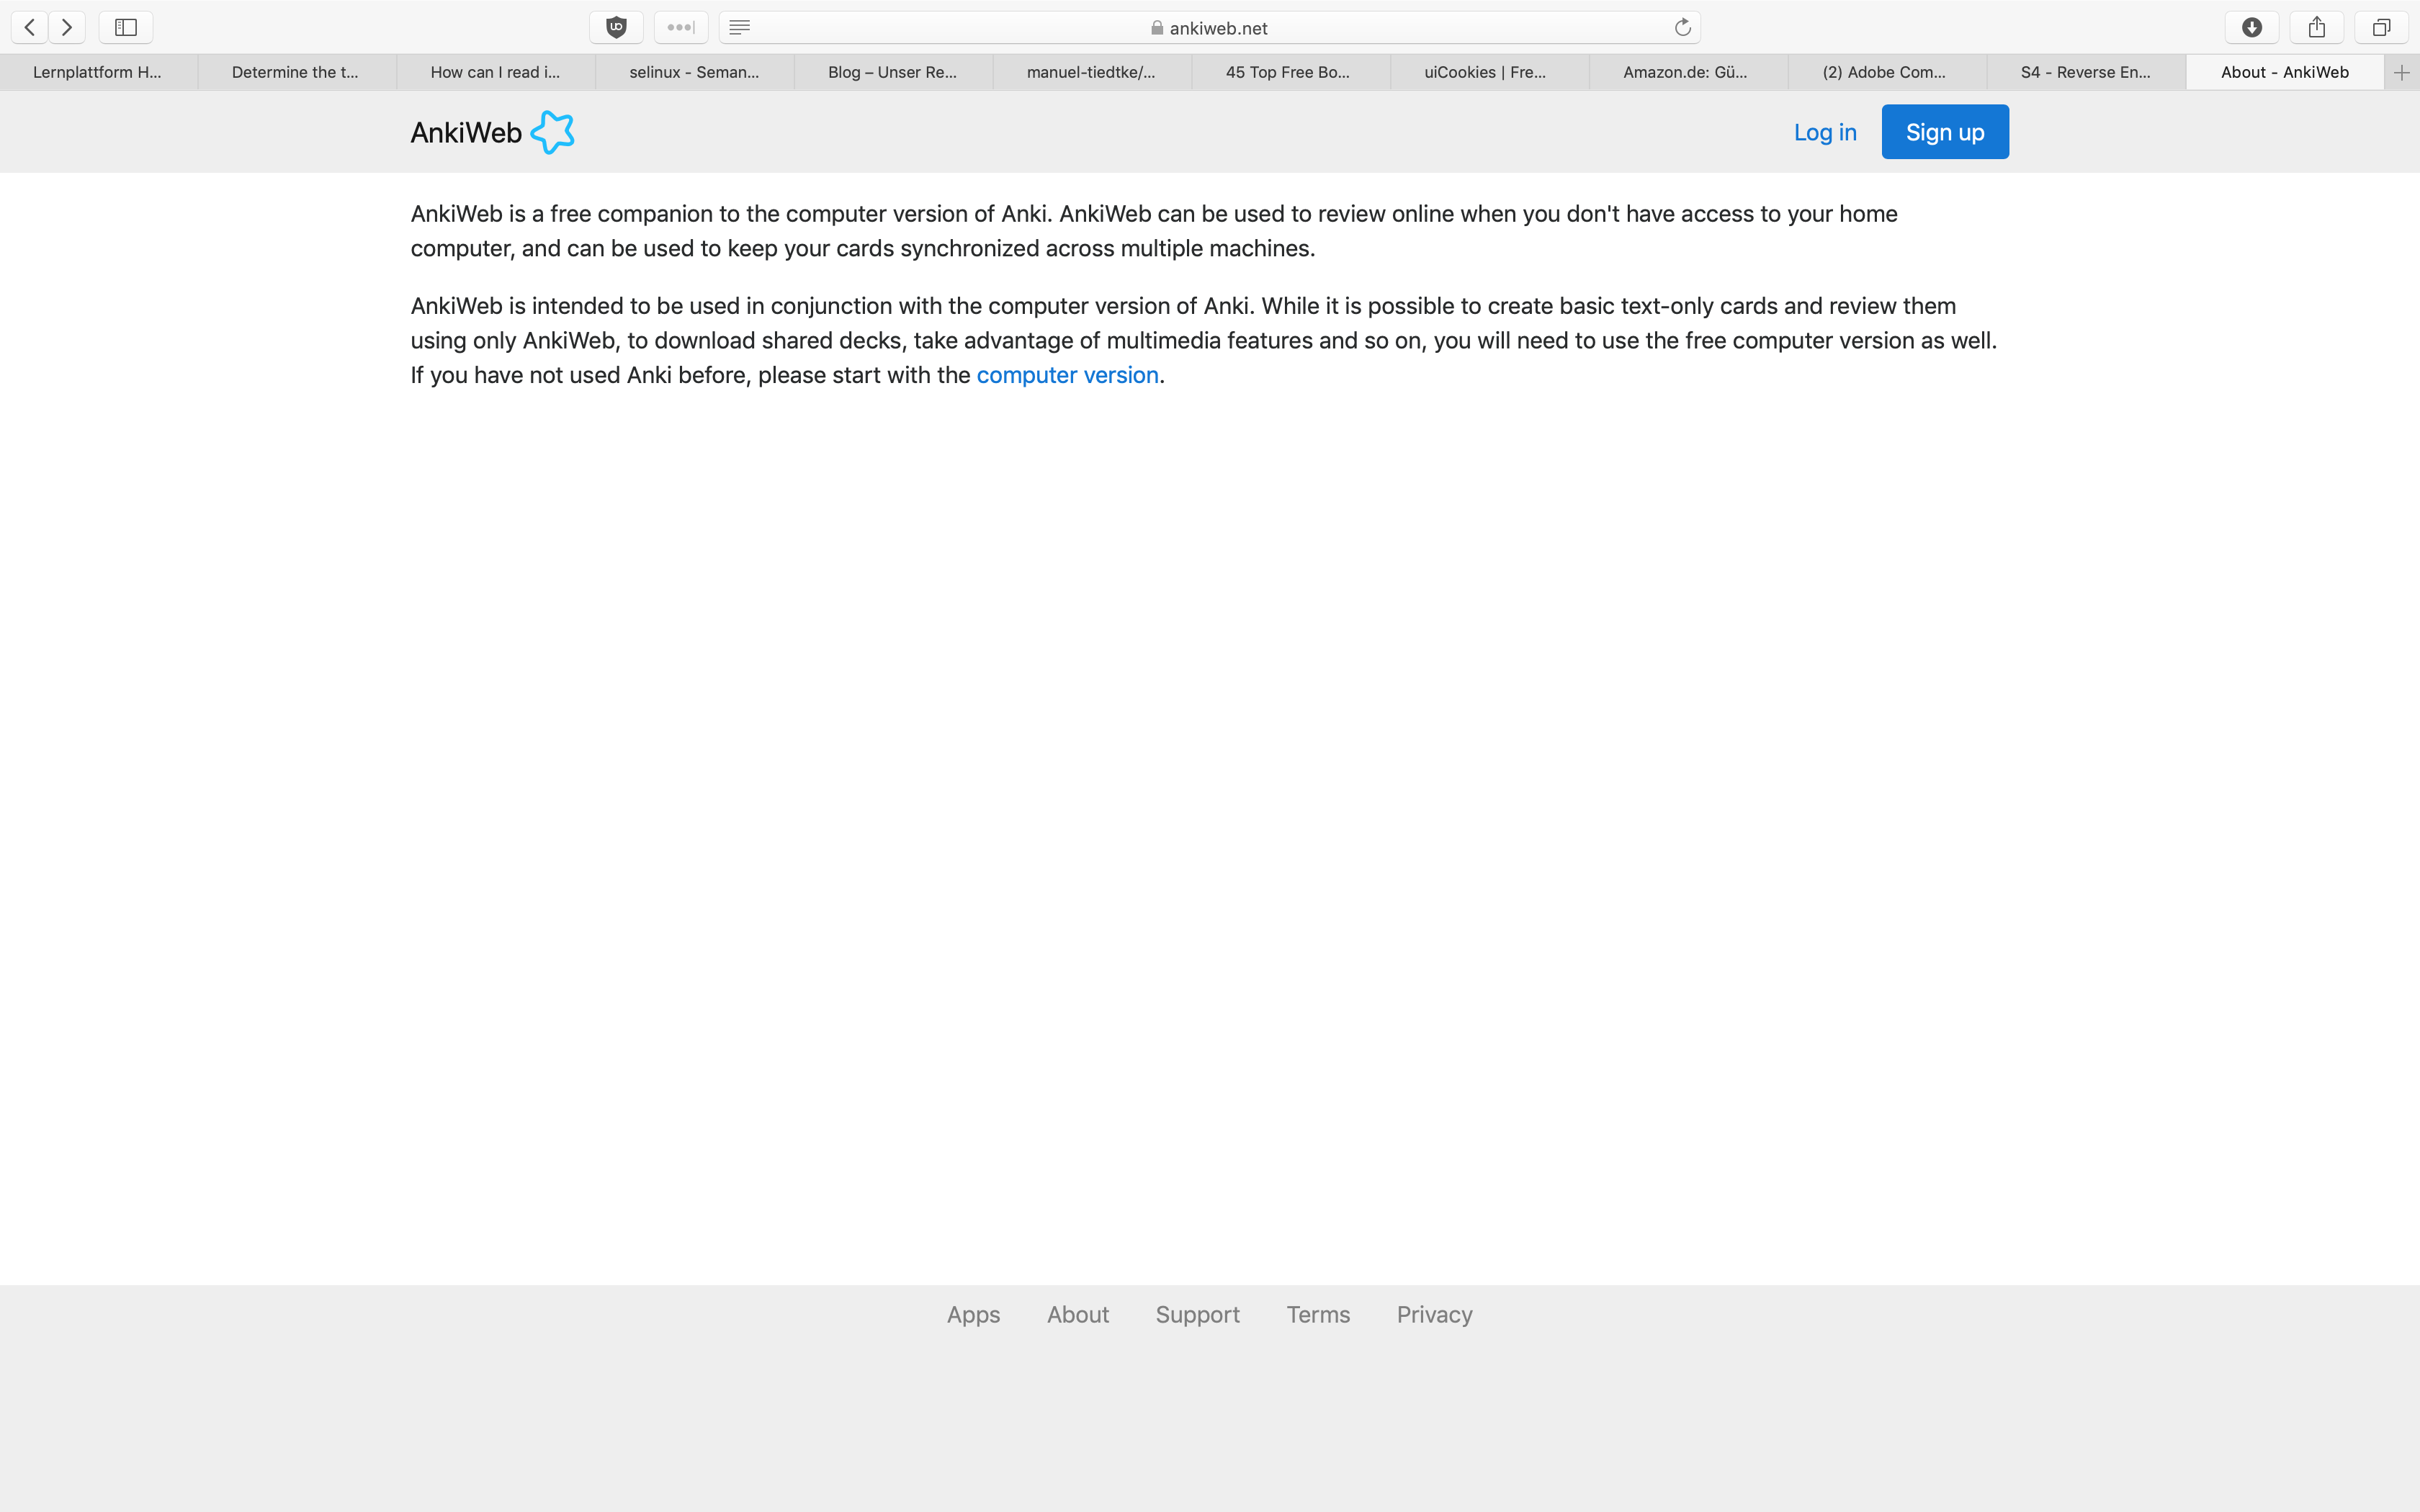 ankiweb.net
Lernplattform H...
Determine the t...
How can I read i...
selinux - Seman...
Blog – Unser Re...
manuel-tiedtke/...
45 Top Free Bo...
uiCookies | Fre...
Amazon.de: Gü...
(2) Adobe Com...
S4 - Reverse En...
About - AnkiWeb
AnkiWeb
Log in
Sign up
AnkiWeb is a free companion to the computer version of Anki. AnkiWeb can be used to review online when you don't have access to your home
computer, and can be used to keep your cards synchronized across multiple machines.
AnkiWeb is intended to be used in conjunction with the computer version of Anki. While it is possible to create basic text-only cards and review them
using only AnkiWeb, to download shared decks, take advantage of multimedia features and so on, you will need to use the free computer version as well.
If you have not used Anki before, please start with the computer version.
Apps
About
Support
Terms
Privacy